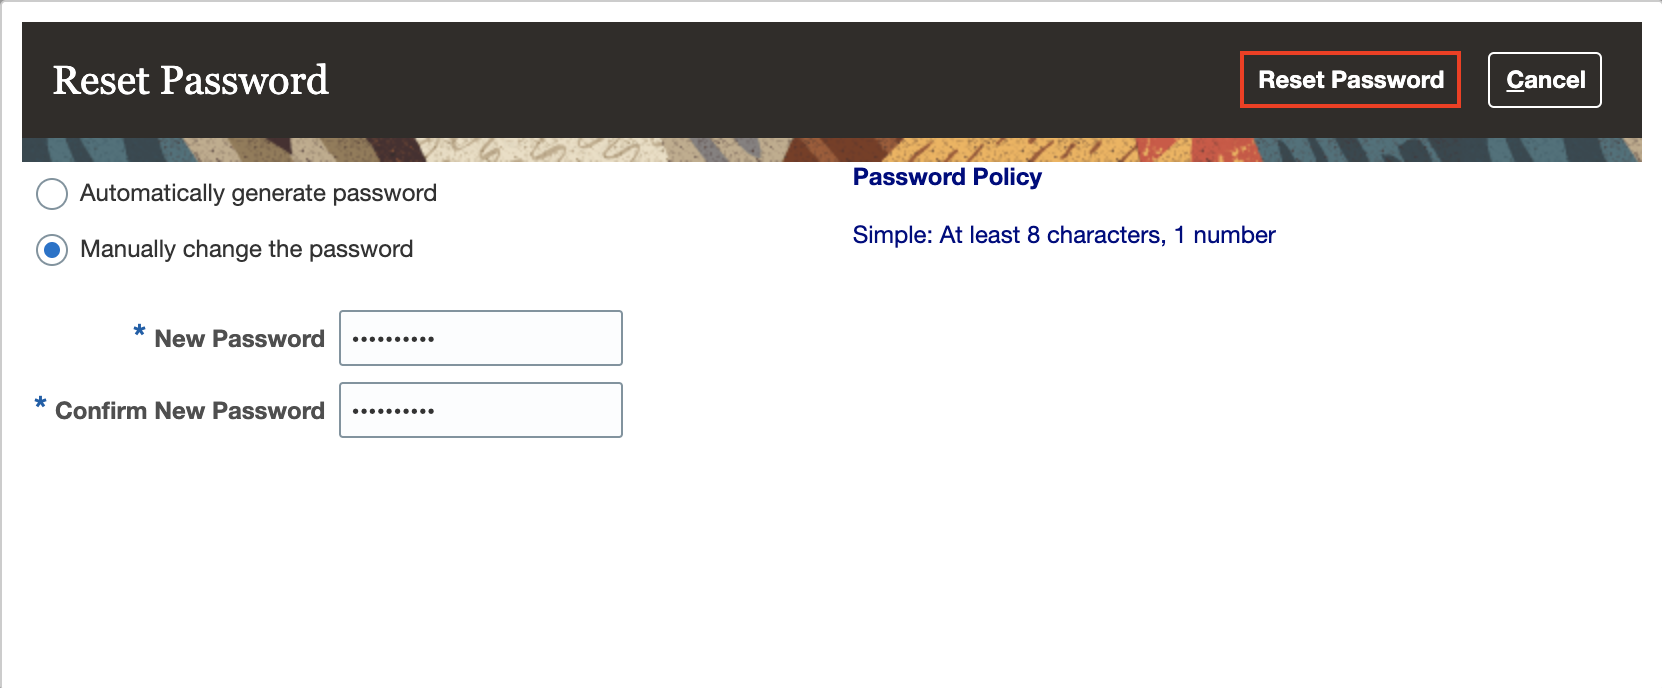 Reset Password
Reset Password
Cancel
Automatically generate password
Manually change the password
Password Policy
Simple: At least 8 characters, 1 number
* New Password ••••••••••
* Confirm New Password ••••••••••